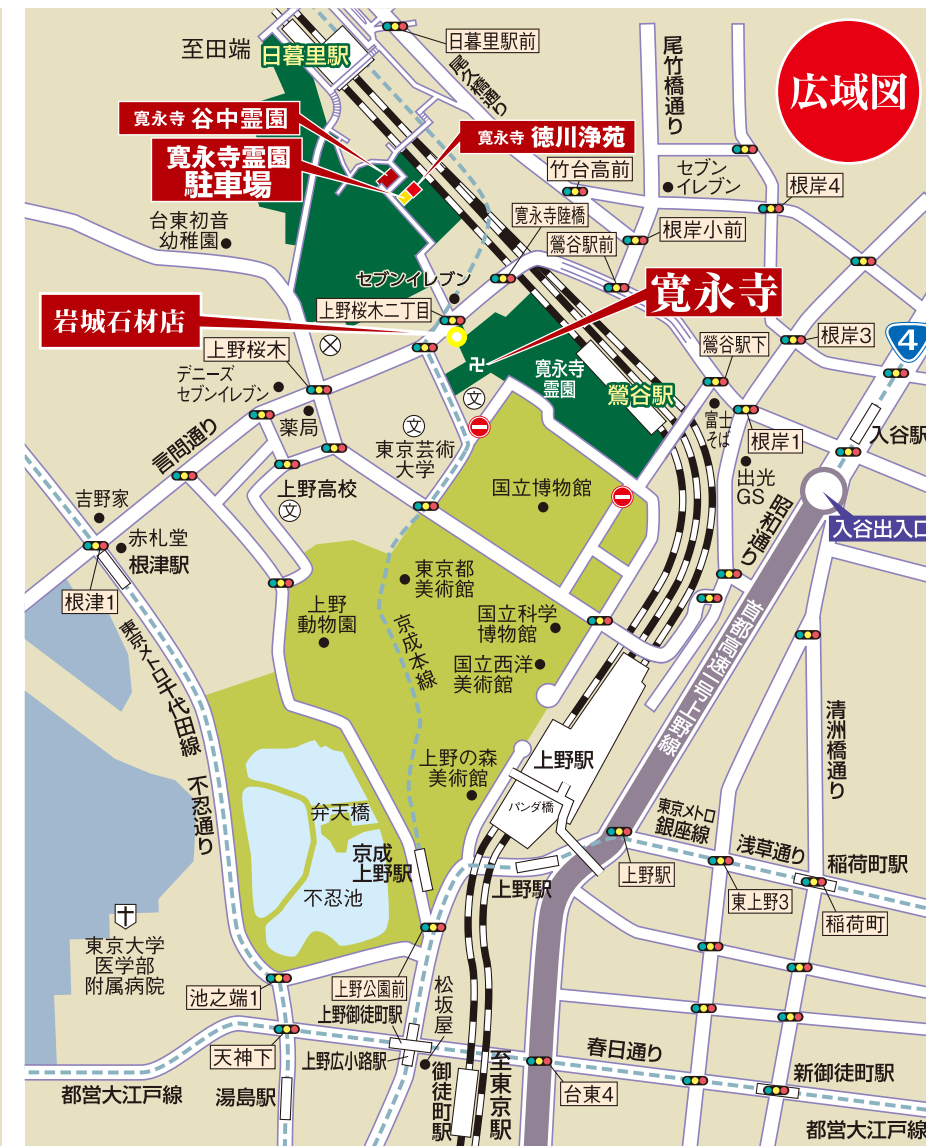 広域図
至田端
日暮里駅
日暮里駅前
尾久橋通り
尾竹橋通り
寛永寺 谷中霊園
寛永寺霊園
駐車場
寛永寺 徳川浄苑
竹台高前
セブン
イレブン
根岸4
寛永寺陸橋
根岸小前
鶯谷駅前
台東初音
幼稚園
セブンイレブン
寛永寺
上野桜木二丁目
岩城石材店
上野桜木
鶯谷駅下
根岸3
4
卍
寛永寺
霊園
鶯谷駅
デニーズ
セブンイレブン
文
薬局
富士
そば
根岸1
入谷駅
言問通り
文
東京芸術
大学
出光
GS
上野高校
文
国立博物館
昭和通り
入谷出入口
吉野家
赤札堂
根津駅
根津1
東京都
美術館
上野
動物園
国立科学
博物館
京成本線
国立西洋
美術館
首都高速一号上野線
東京メトロ千代田線
不忍通り
清洲橋通り
上野の森
美術館
上野駅
パンダ橋
弁天橋
京成
上野駅
不忍池
上野駅
東京メトロ
銀座線
浅草通り
稲荷町駅
上野駅
東上野3
稲荷町
東京大学
医学部
附属病院
池之端1
上野公園前
松坂屋
上野御徒町駅
天神下
上野広小路駅
春日通り
都営大江戸線
湯島駅
御徒町駅
至東京駅
台東4
新御徒町駅
都営大江戸線